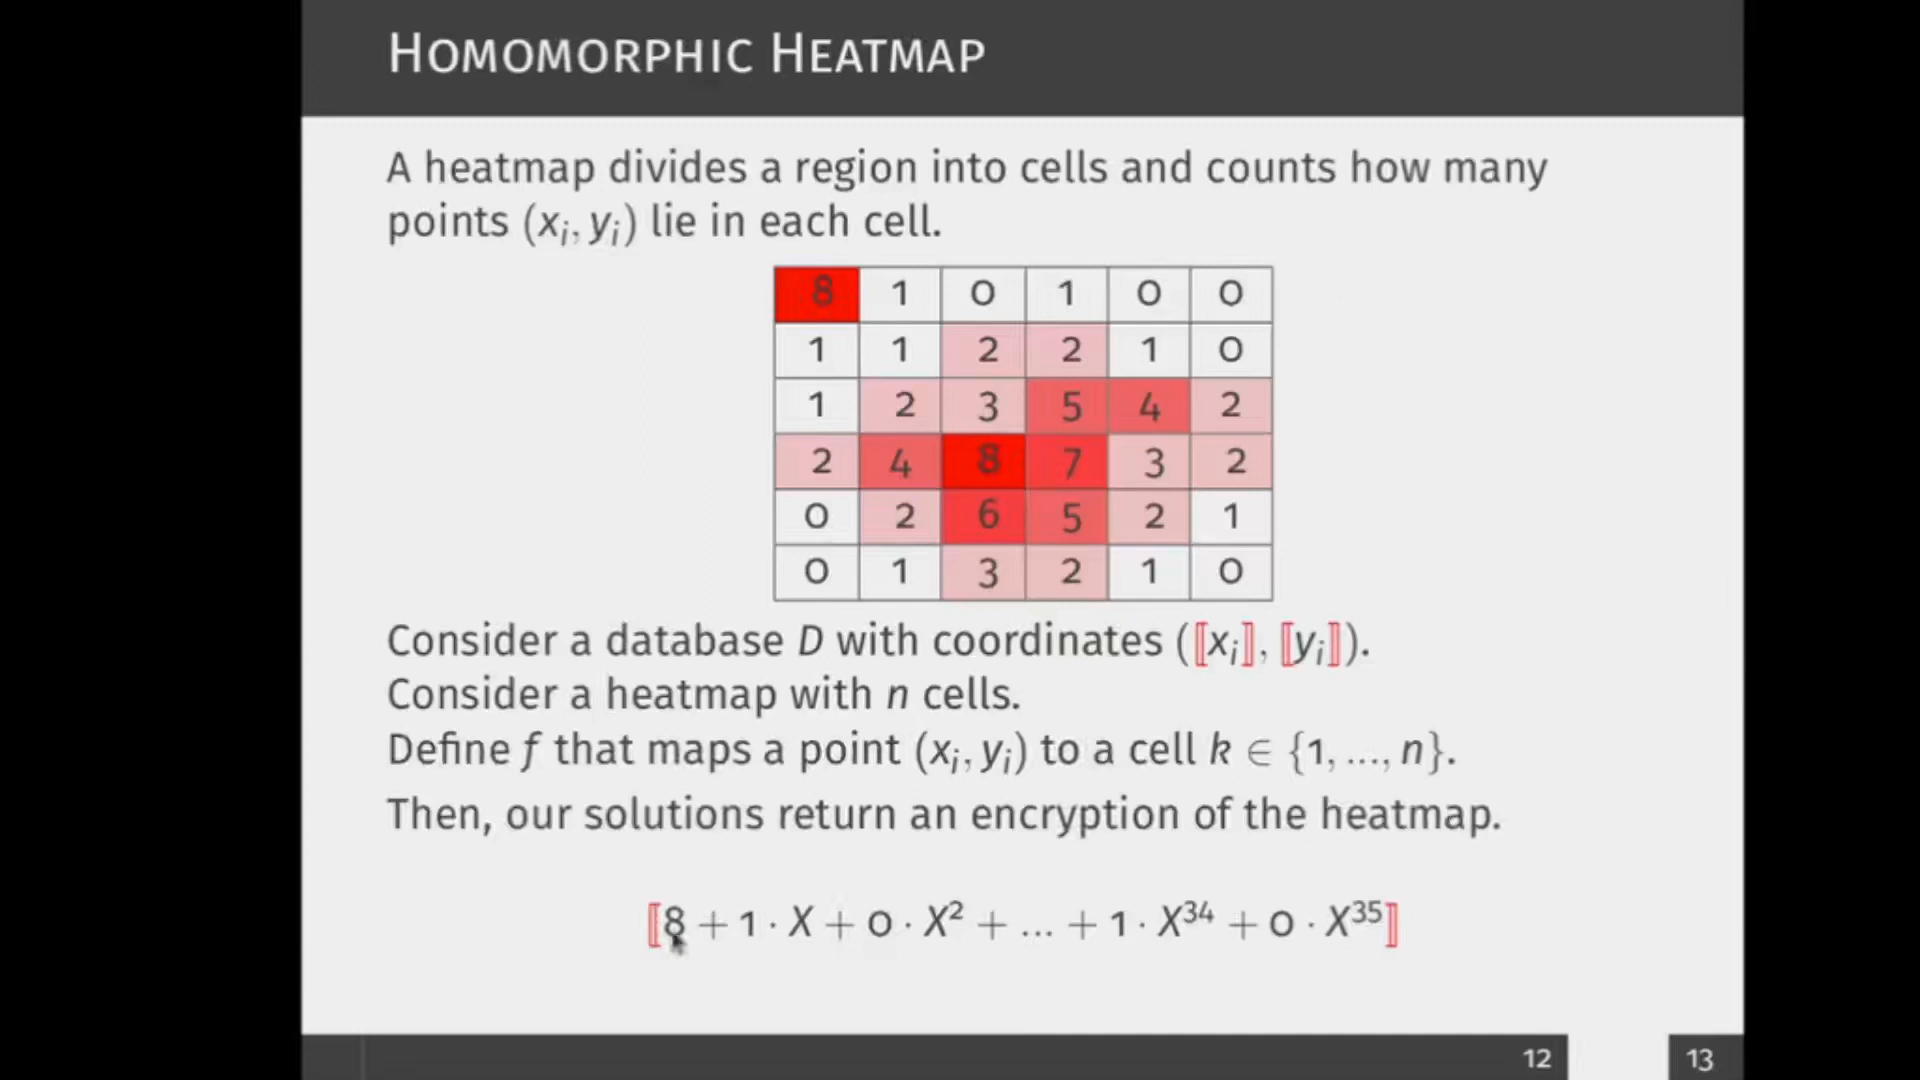 HOMOMORPHIC HEATMAP
A heatmap divides a region into cells and counts how many
points (xᵢ, yᵢ) lie in each cell.
8 1 0 1 0 0
1 1 2 2 1 0
1 2 3 5 4 2
2 4 8 7 3 2
0 2 6 5 2 1
0 1 3 2 1 0
Consider a database D with coordinates (⟦xᵢ⟧, ⟦yᵢ⟧).
Consider a heatmap with n cells.
Define f that maps a point (xᵢ, yᵢ) to a cell k ∈ {1, ..., n}.
Then, our solutions return an encryption of the heatmap.
⟦8 + 1 · X + 0 · X² + ... + 1 · X³⁴ + 0 · X³⁵⟧
12 13